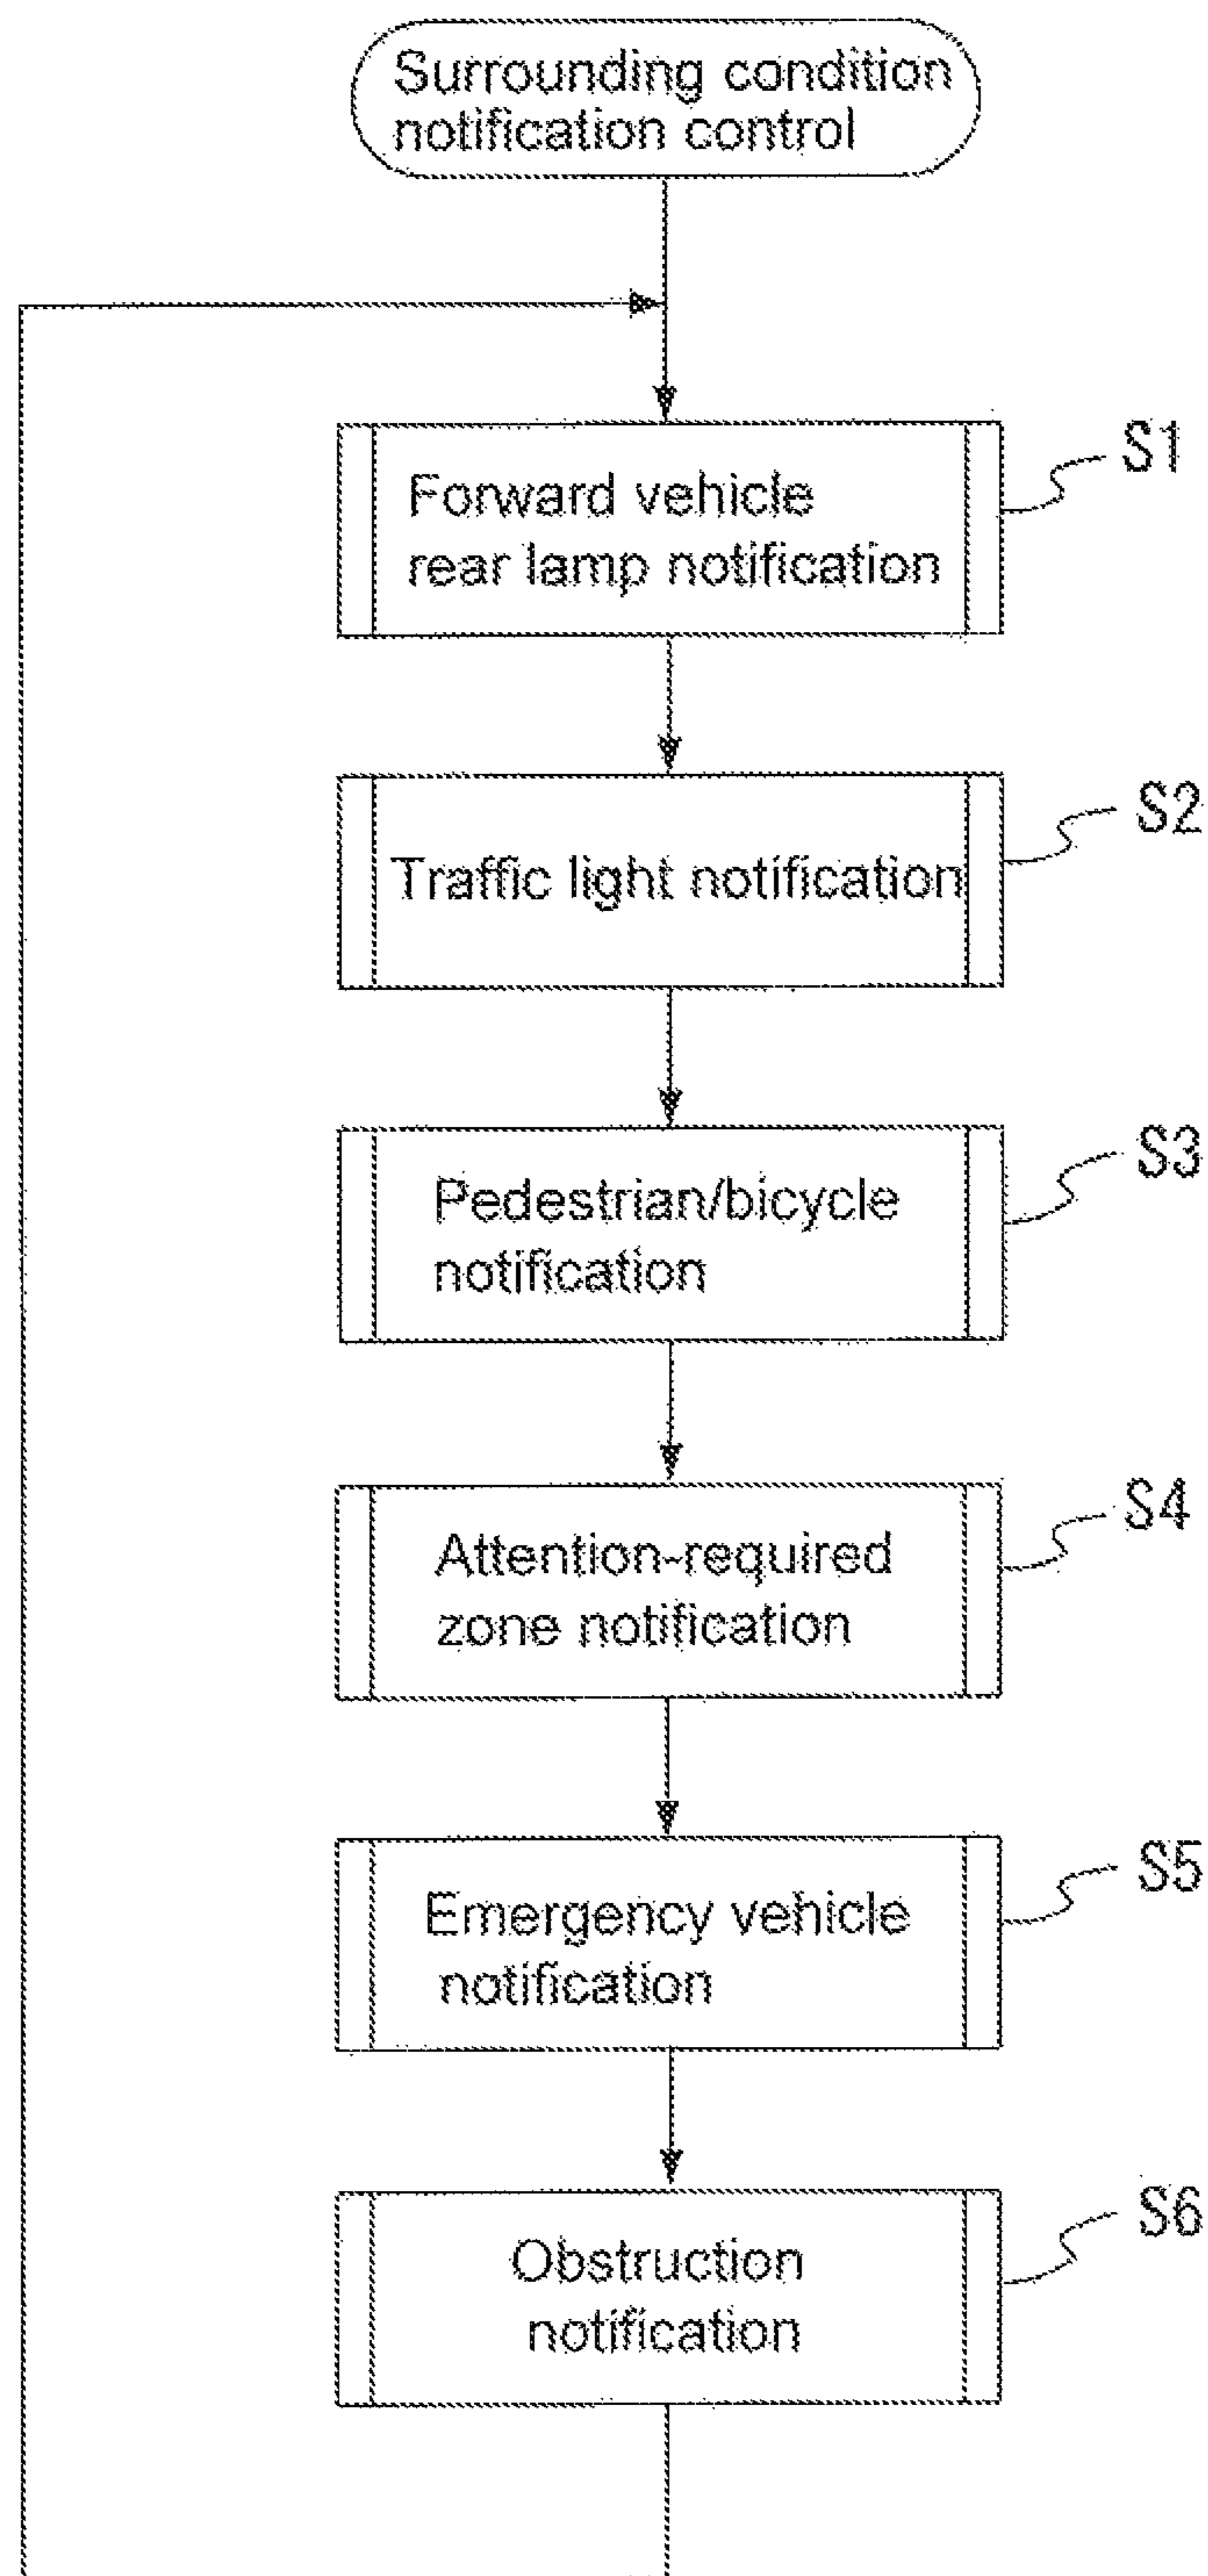 Surrounding condition
notification control
S1
Forward vehicle
rear lamp notification
S2
Traffic light notification
S3
Pedestrian/bicycle
notification
S4
Attention-required
zone notification
S5
Emergency vehicle
notification
S6
Obstruction
notification